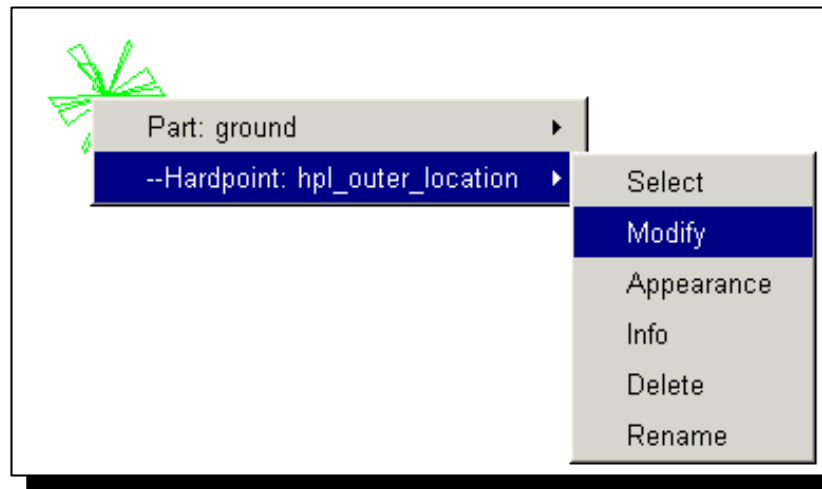 Part: ground
--Hardpoint: hpl_outer_location
Select
Modify
Appearance
Info
Delete
Rename